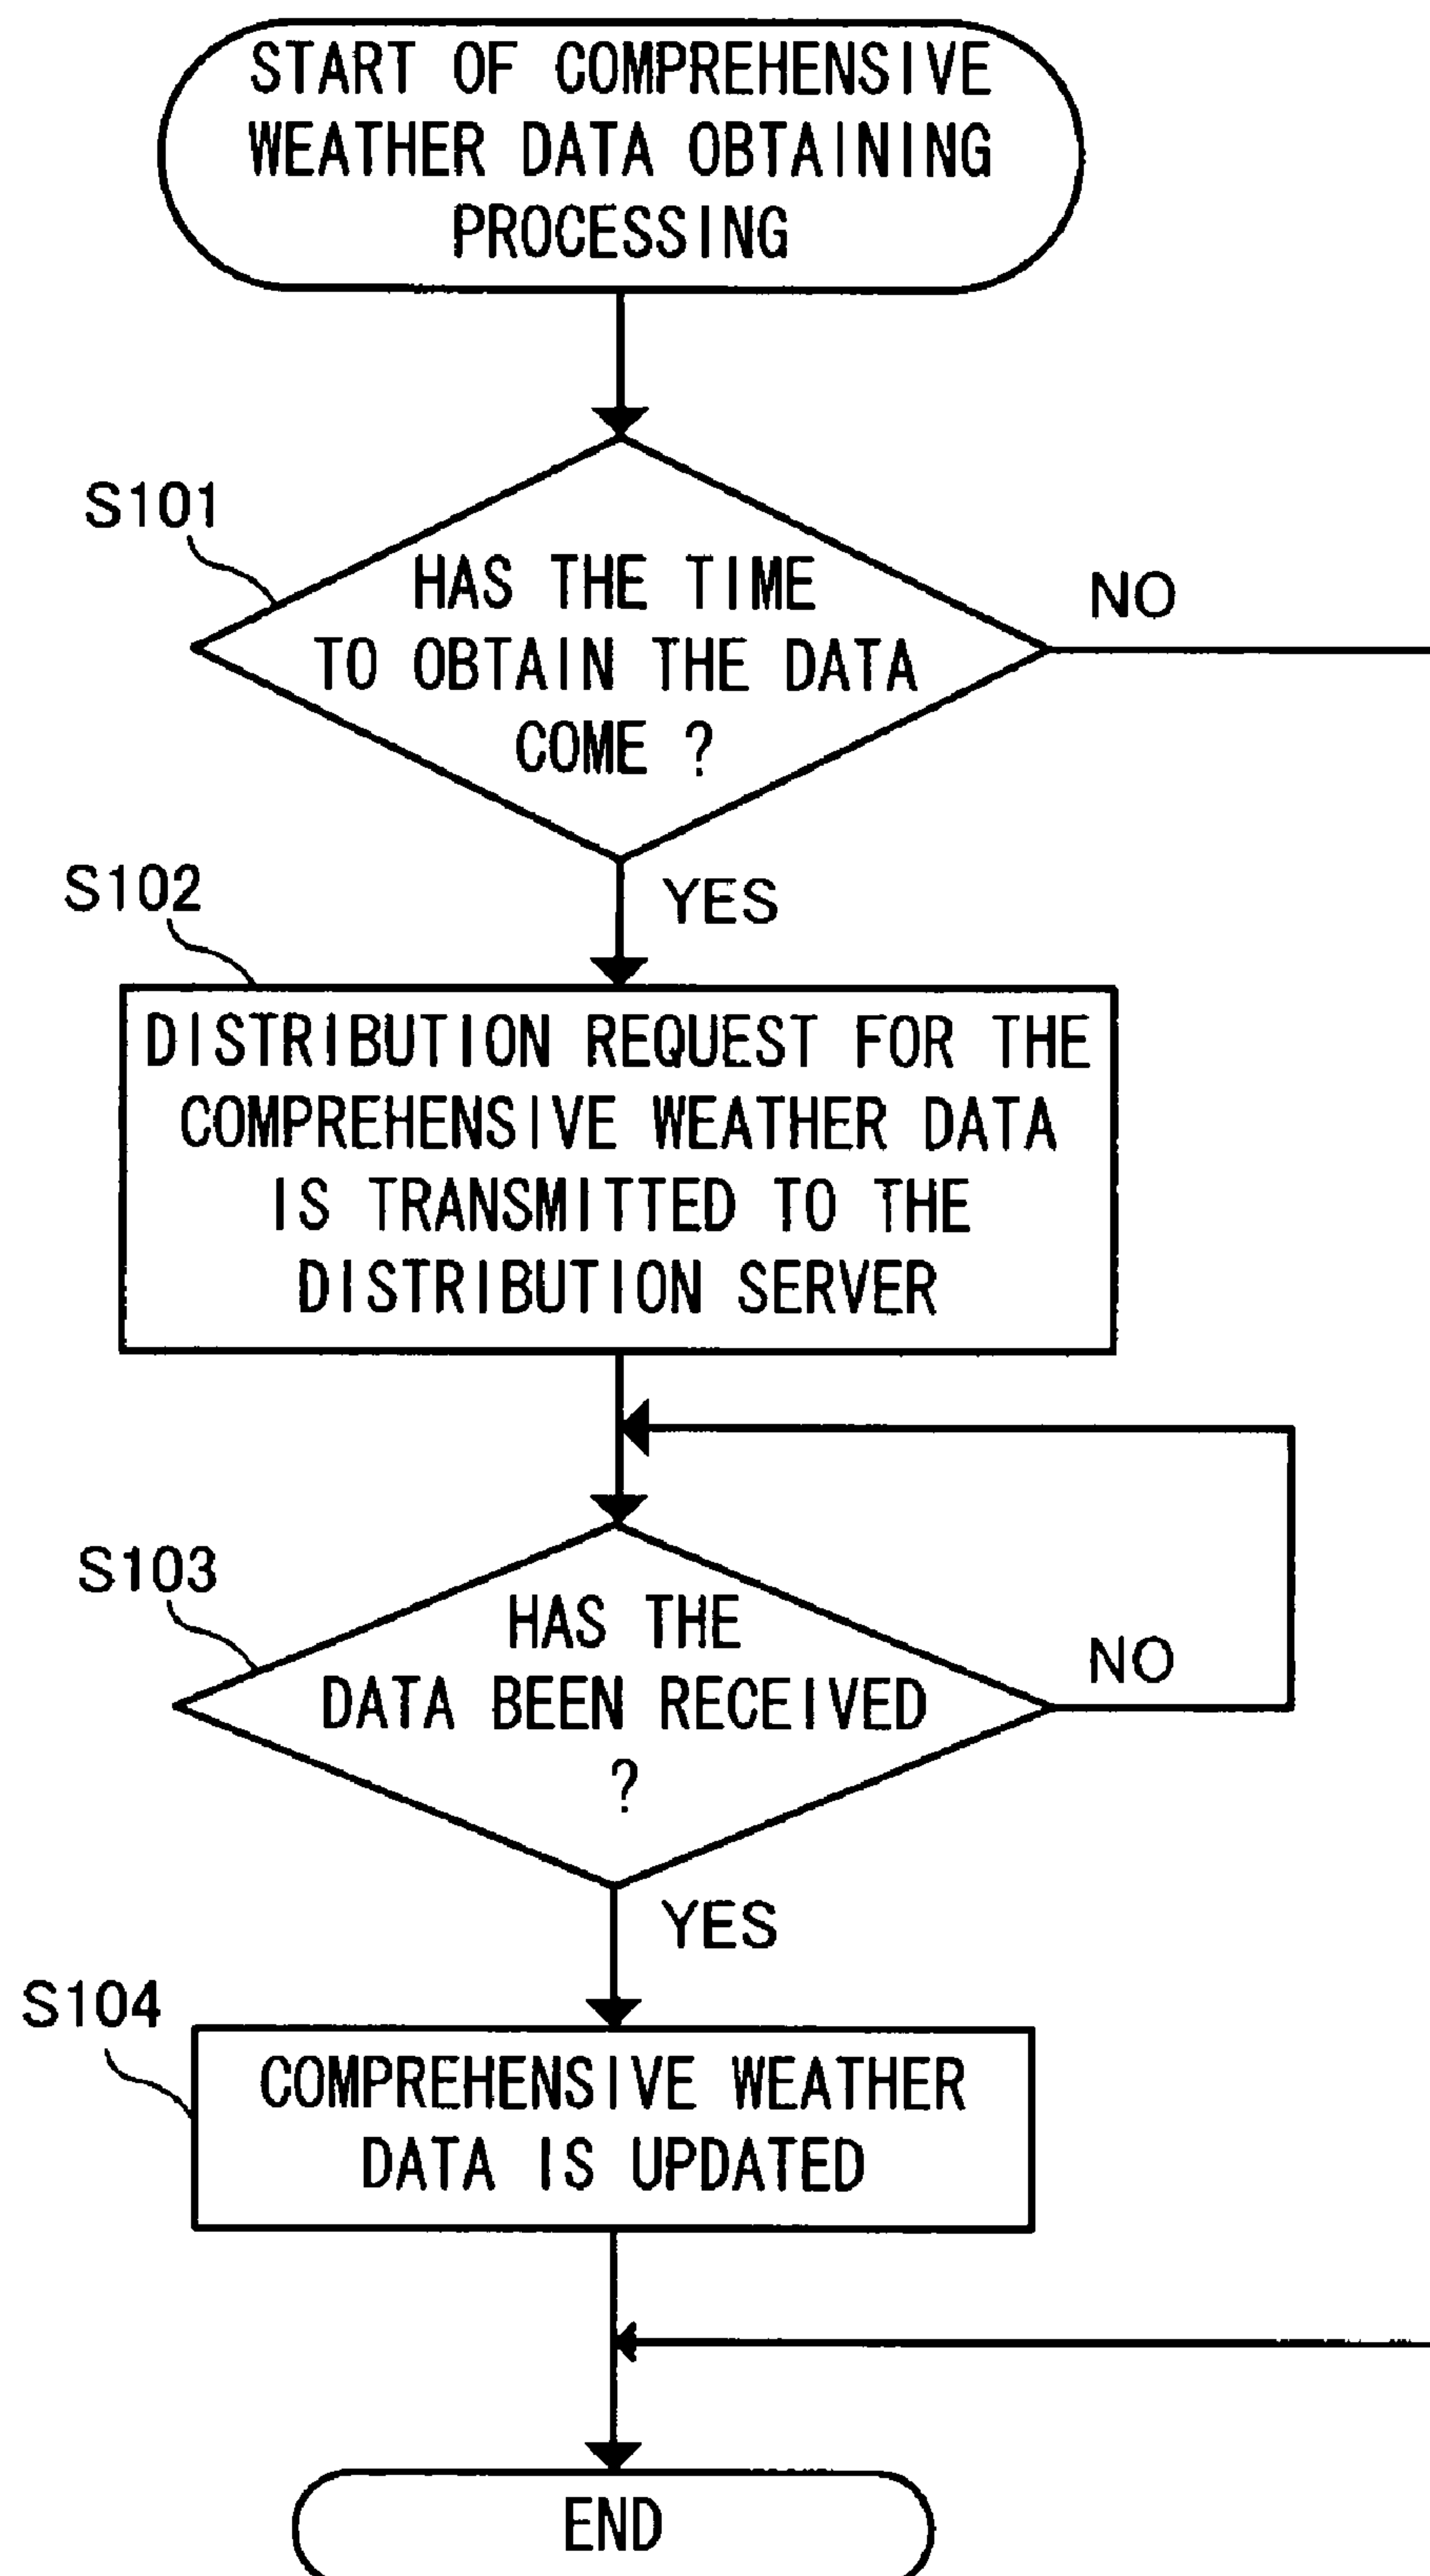 START OF COMPREHENSIVE
WEATHER DATA OBTAINING
PROCESSING
S101
HAS THE TIME
TO OBTAIN THE DATA
COME ?
NO
YES
S102
DISTRIBUTION REQUEST FOR THE
COMPREHENSIVE WEATHER DATA
IS TRANSMITTED TO THE
DISTRIBUTION SERVER
S103
HAS THE
DATA BEEN RECEIVED
?
NO
YES
S104
COMPREHENSIVE WEATHER
DATA IS UPDATED
END